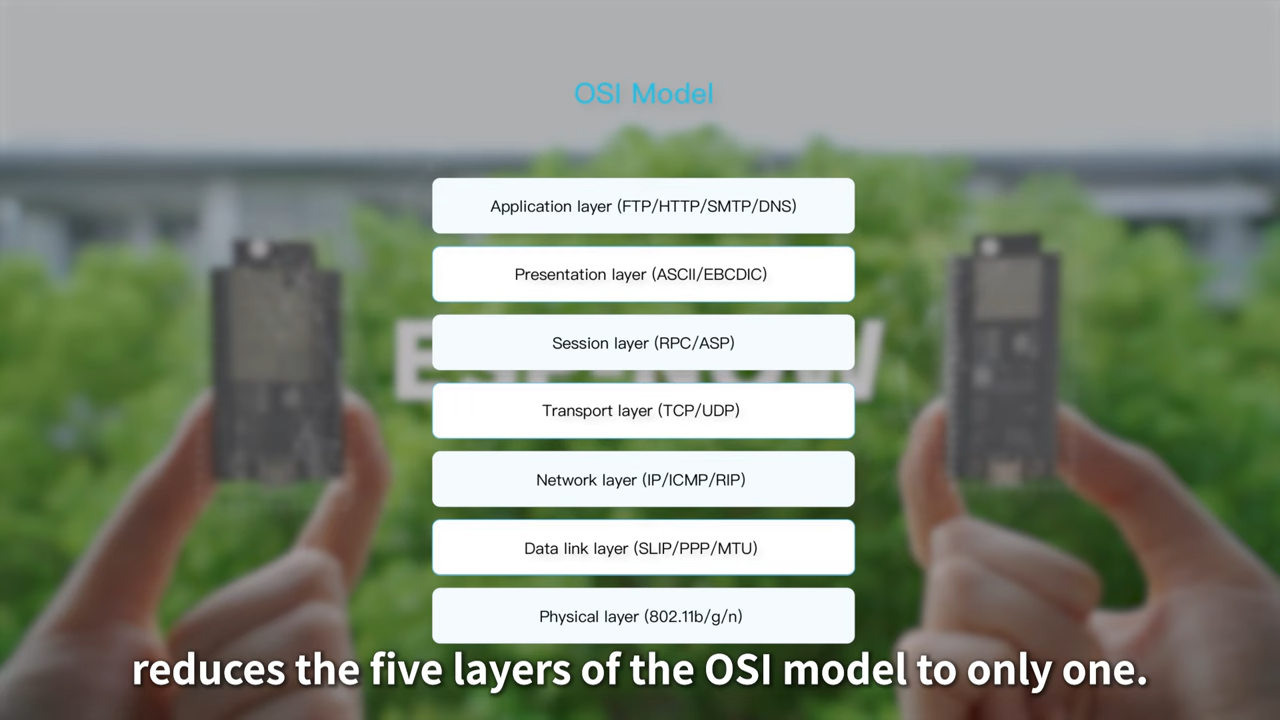 OSI Model
Application layer (FTP/HTTP/SMTP/DNS)
Presentation layer (ASCII/EBCDIC)
Session layer (RPC/ASP)
Transport layer (TCP/UDP)
Network layer (IP/ICMP/RIP)
Data link layer (SLIP/PPP/MTU)
Physical layer (802.11b/g/n)
reduces the five layers of the OSI model to only one.